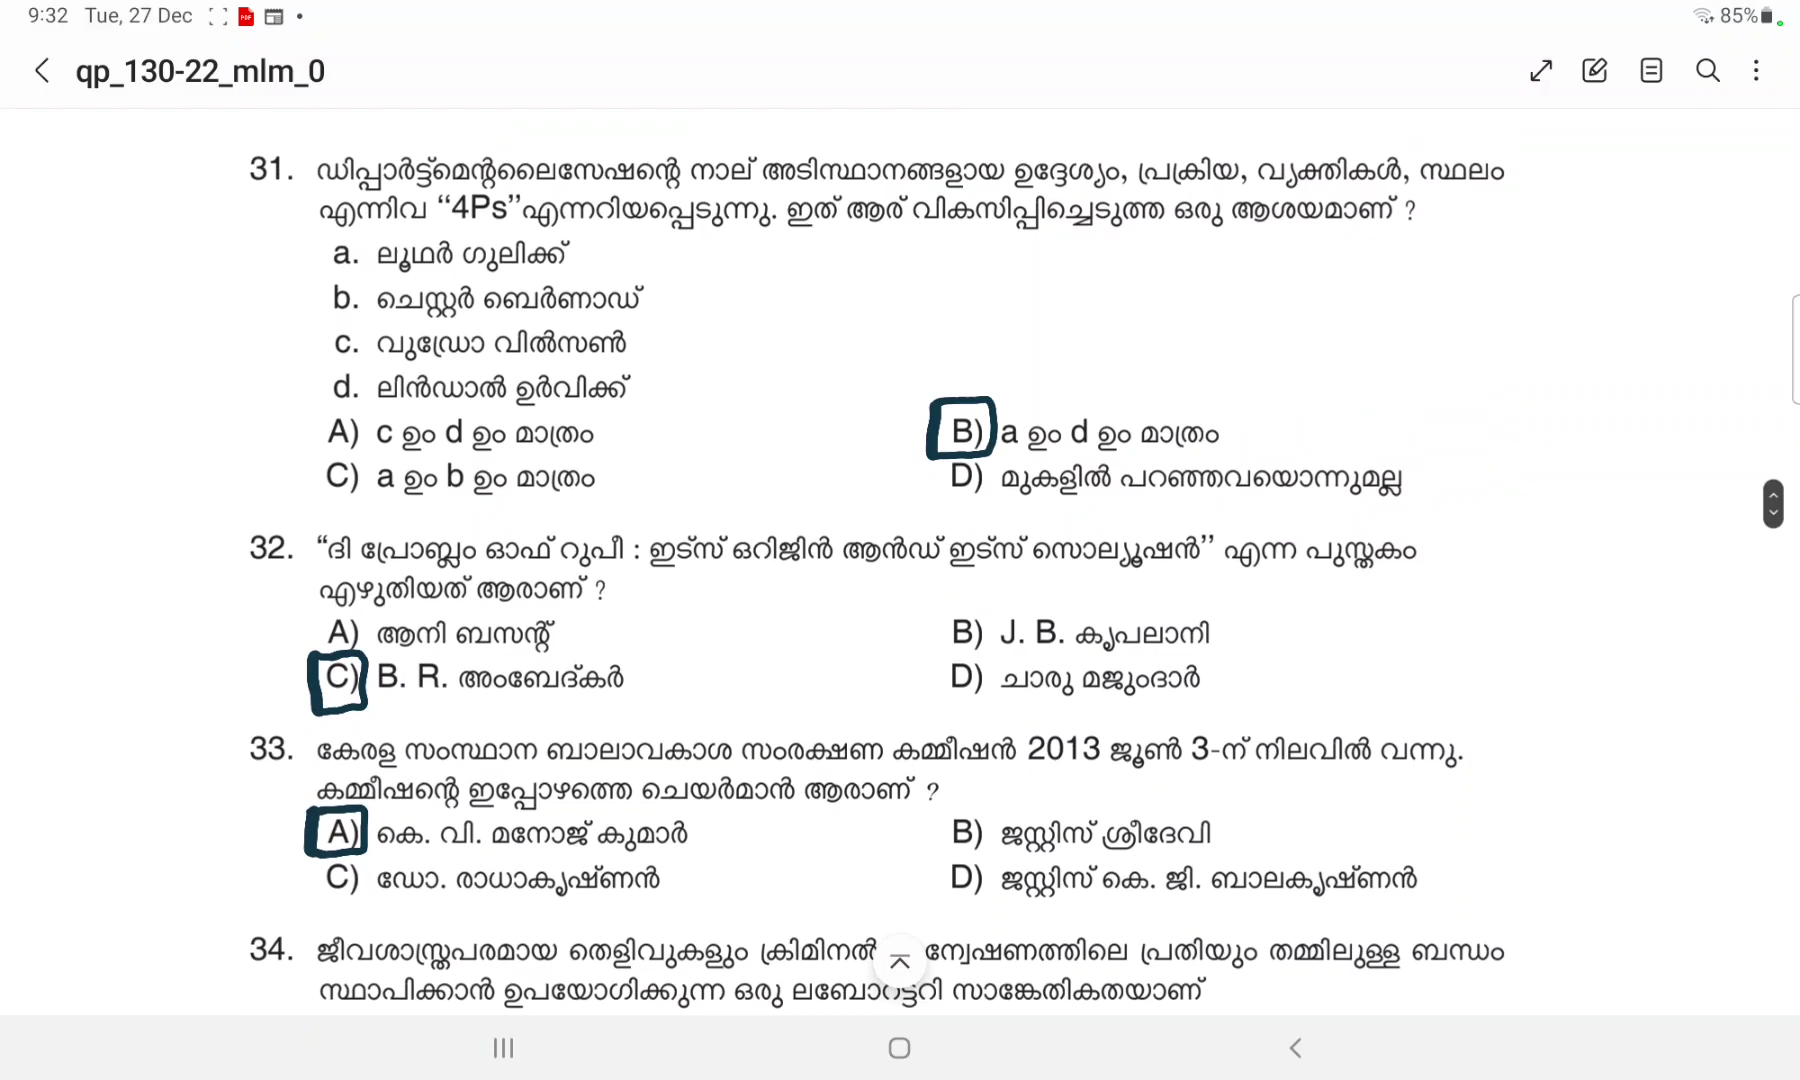 9:32 Tue, 27 Dec
85%
qp_130-22_mlm_0
31. ഡിപ്പാർട്ട്മെന്റലൈസേഷന്റെ നാല് അടിസ്ഥാനങ്ങളായ ഉദ്ദേശ്യം, പ്രക്രിയ, വ്യക്തികൾ, സ്ഥലം
എന്നിവ “4Ps”എന്നറിയപ്പെടുന്നു. ഇത് ആര് വികസിപ്പിച്ചെടുത്ത ഒരു ആശയമാണ് ?
a. ലൂഥർ ഗുലിക്ക്
b. ചെസ്റ്റർ ബെർണാഡ്
c. വുഡ്രോ വിൽസൺ
d. ലിൻഡാൽ ഉർവിക്ക്
A) c ഉം d ഉം മാത്രം B) a ഉം d ഉം മാത്രം
C) a ഉം b ഉം മാത്രം D) മുകളിൽ പറഞ്ഞവയൊന്നുമല്ല
32. “ദി പ്രോബ്ലം ഓഫ് റുപീ : ഇട്സ് ഒറിജിൻ ആൻഡ് ഇട്സ് സൊല്യൂഷൻ” എന്ന പുസ്തകം
എഴുതിയത് ആരാണ് ?
A) ആനി ബസന്റ് B) J. B. കൃപലാനി
C) B. R. അംബേദ്കർ D) ചാരു മജുംദാർ
33. കേരള സംസ്ഥാന ബാലാവകാശ സംരക്ഷണ കമ്മീഷൻ 2013 ജൂൺ 3-ന് നിലവിൽ വന്നു.
കമ്മീഷന്റെ ഇപ്പോഴത്തെ ചെയർമാൻ ആരാണ് ?
A) കെ. വി. മനോജ് കുമാർ B) ജസ്റ്റിസ് ശ്രീദേവി
C) ഡോ. രാധാകൃഷ്ണൻ D) ജസ്റ്റിസ് കെ. ജി. ബാലകൃഷ്ണൻ
34. ജീവശാസ്ത്രപരമായ തെളിവുകളും ക്രിമിനൽ ന്വേഷണത്തിലെ പ്രതിയും തമ്മിലുള്ള ബന്ധം
സ്ഥാപിക്കാൻ ഉപയോഗിക്കുന്ന ഒരു ലബോറട്ടറി സാങ്കേതികതയാണ്